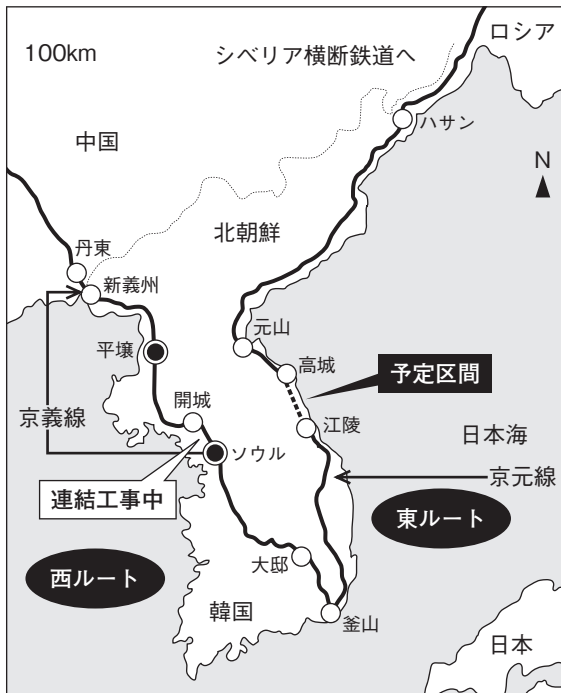 ロシア
100km
シベリア横断鉄道へ
ハサン
中国
N
北朝鮮
丹東
新義州
元山
平壌
高城
予定区間
開城
江陵
京義線
日本海
ソウル
京元線
連結工事中
東ルート
大邸
西ルート
韓国
釜山
日本